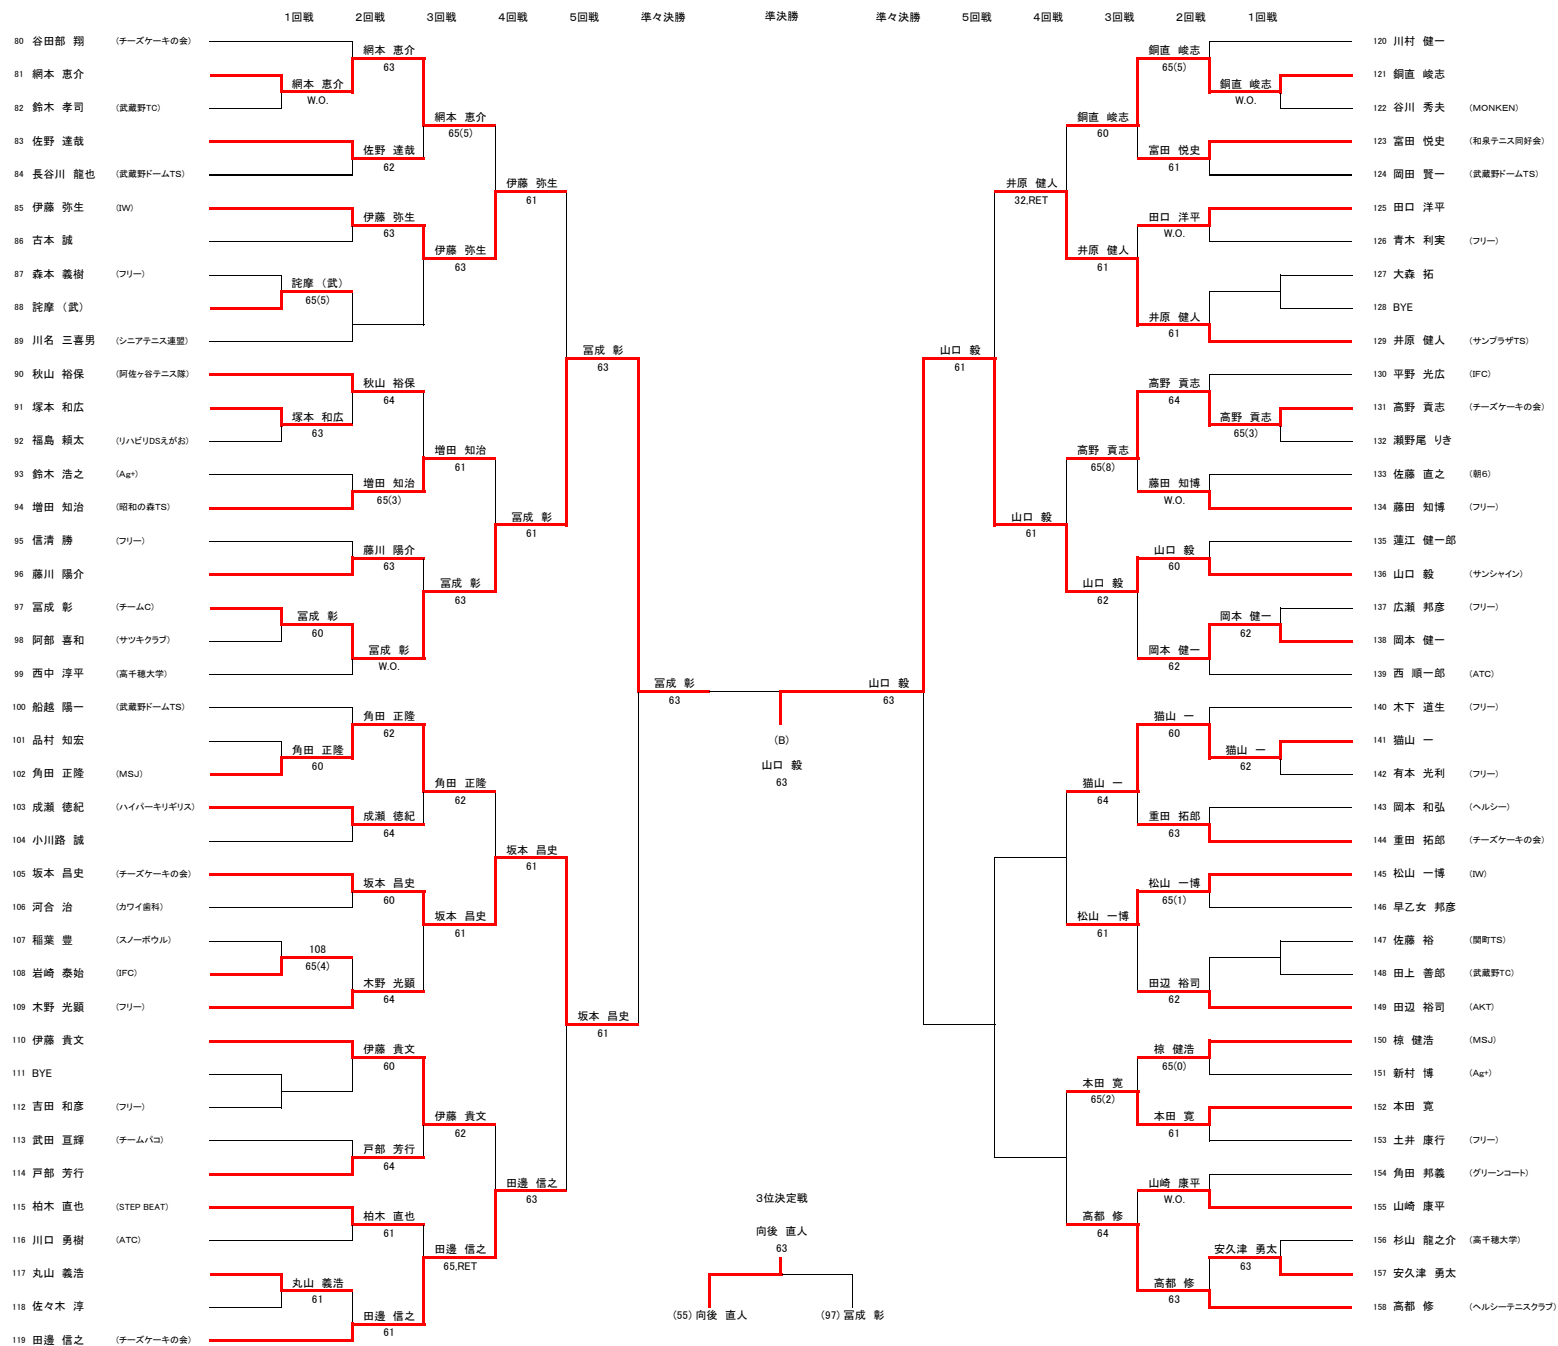 1回戦 2回戦 3回戦 4回戦 5回戦 準々決勝 準決勝 準々決勝 5回戦 4回戦 3回戦 2回戦 1回戦
80 谷田部 翔 (チーズケーキの会)
81 網本 恵介
82 鈴木 孝司 (武蔵野TC)
83 佐野 達哉
84 長谷川 龍也 (武蔵野ドームTS)
85 伊藤 弥生 (IW)
86 古本 誠
87 森本 義樹 (フリー)
88 詫摩 (武)
89 川名 三喜男 (シニアテニス連盟)
90 秋山 裕保 (阿佐ヶ谷テニス隊)
91 塚本 和広
92 福島 頼太 (リハビリDSえがお)
93 鈴木 浩之 (Ag+)
94 増田 知治 (昭和の森TS)
95 信清 勝 (フリー)
96 藤川 陽介
97 冨成 彰 (チームC)
98 阿部 喜和 (サツキクラブ)
99 西中 淳平 (高千穂大学)
100 船越 陽一 (武蔵野ドームTS)
101 品村 知宏
102 角田 正隆 (MSJ)
103 成瀬 徳紀 (ハイバーキリギリス)
104 小川路 誠
105 坂本 昌史 (チーズケーキの会)
106 河合 治 (カワイ歯科)
107 稲葉 豊 (スノーボウル)
108 岩崎 泰始 (IFC)
109 木野 光顕 (フリー)
110 伊藤 貴文
111 BYE
112 吉田 和彦 (フリー)
113 武田 亘輝 (チームパコ)
114 戸部 芳行
115 柏木 直也 (STEP BEAT)
116 川口 勇樹 (ATC)
117 丸山 義浩
118 佐々木 淳
119 田邊 信之 (チーズケーキの会)
網本 恵介
W.O.
詫摩 (武)
65(5)
塚本 和広
63
冨成 彰
60
角田 正隆
60
108
65(4)
丸山 義浩
61
網本 恵介
63
佐野 達哉
62
伊藤 弥生
63
秋山 裕保
64
増田 知治
65(3)
藤川 陽介
63
冨成 彰
W.O.
角田 正隆
62
成瀬 徳紀
64
坂本 昌史
60
木野 光顕
64
伊藤 貴文
60
戸部 芳行
64
柏木 直也
61
田邊 信之
61
網本 恵介
65(5)
伊藤 弥生
63
増田 知治
61
冨成 彰
63
角田 正隆
62
坂本 昌史
61
伊藤 貴文
62
田邊 信之
65,RET
伊藤 弥生
61
冨成 彰
61
坂本 昌史
61
田邊 信之
63
冨成 彰
63
坂本 昌史
61
冨成 彰
63
(B)
山口 毅
63
山口 毅
63
山口 毅
61
井原 健人
32,RET
山口 毅
61
銅直 峻志
60
井原 健人
61
高野 貢志
65(8)
山口 毅
62
猫山 一
64
松山 一博
61
本田 寛
65(2)
高都 修
64
銅直 峻志
65(5)
富田 悦史
61
田口 洋平
W.O.
井原 健人
61
高野 貢志
64
藤田 知博
W.O.
山口 毅
60
岡本 健一
62
猫山 一
60
重田 拓郎
63
松山 一博
65(1)
田辺 裕司
62
椋 健浩
65(0)
本田 寛
61
山崎 康平
W.O.
高都 修
63
銅直 峻志
W.O.
高野 貢志
65(3)
岡本 健一
62
猫山 一
62
安久津 勇太
63
120 川村 健一
121 銅直 峻志
122 谷川 秀夫 (MONKEN)
123 富田 悦史 (和泉テニス同好会)
124 岡田 賢一 (武蔵野ドームTS)
125 田口 洋平
126 青木 利実 (フリー)
127 大森 拓
128 BYE
129 井原 健人 (サンプラザTS)
130 平野 光広 (IFC)
131 高野 貢志 (チーズケーキの会)
132 瀬野尾 りき
133 佐藤 直之 (朝6)
134 藤田 知博 (フリー)
135 蓮江 健一郎
136 山口 毅 (サンシャイン)
137 広瀬 邦彦 (フリー)
138 岡本 健一
139 西 順一郎 (ATC)
140 木下 道生 (フリー)
141 猫山 一
142 有本 光利 (フリー)
143 岡本 和弘 (ヘルシー)
144 重田 拓郎 (チーズケーキの会)
145 松山 一博 (IW)
146 早乙女 邦彦
147 佐藤 裕 (関町TS)
148 田上 善郎 (武蔵野TC)
149 田辺 裕司 (AKT)
150 椋 健浩 (MSJ)
151 新村 博 (Ag+)
152 本田 寛
153 土井 康行 (フリー)
154 角田 邦義 (グリーンコート)
155 山崎 康平
156 杉山 龍之介 (高千穂大学)
157 安久津 勇太
158 高都 修 (ヘルシーテニスクラブ)
3位決定戦
向後 直人
63
(55) 向後 直人 (97) 冨成 彰